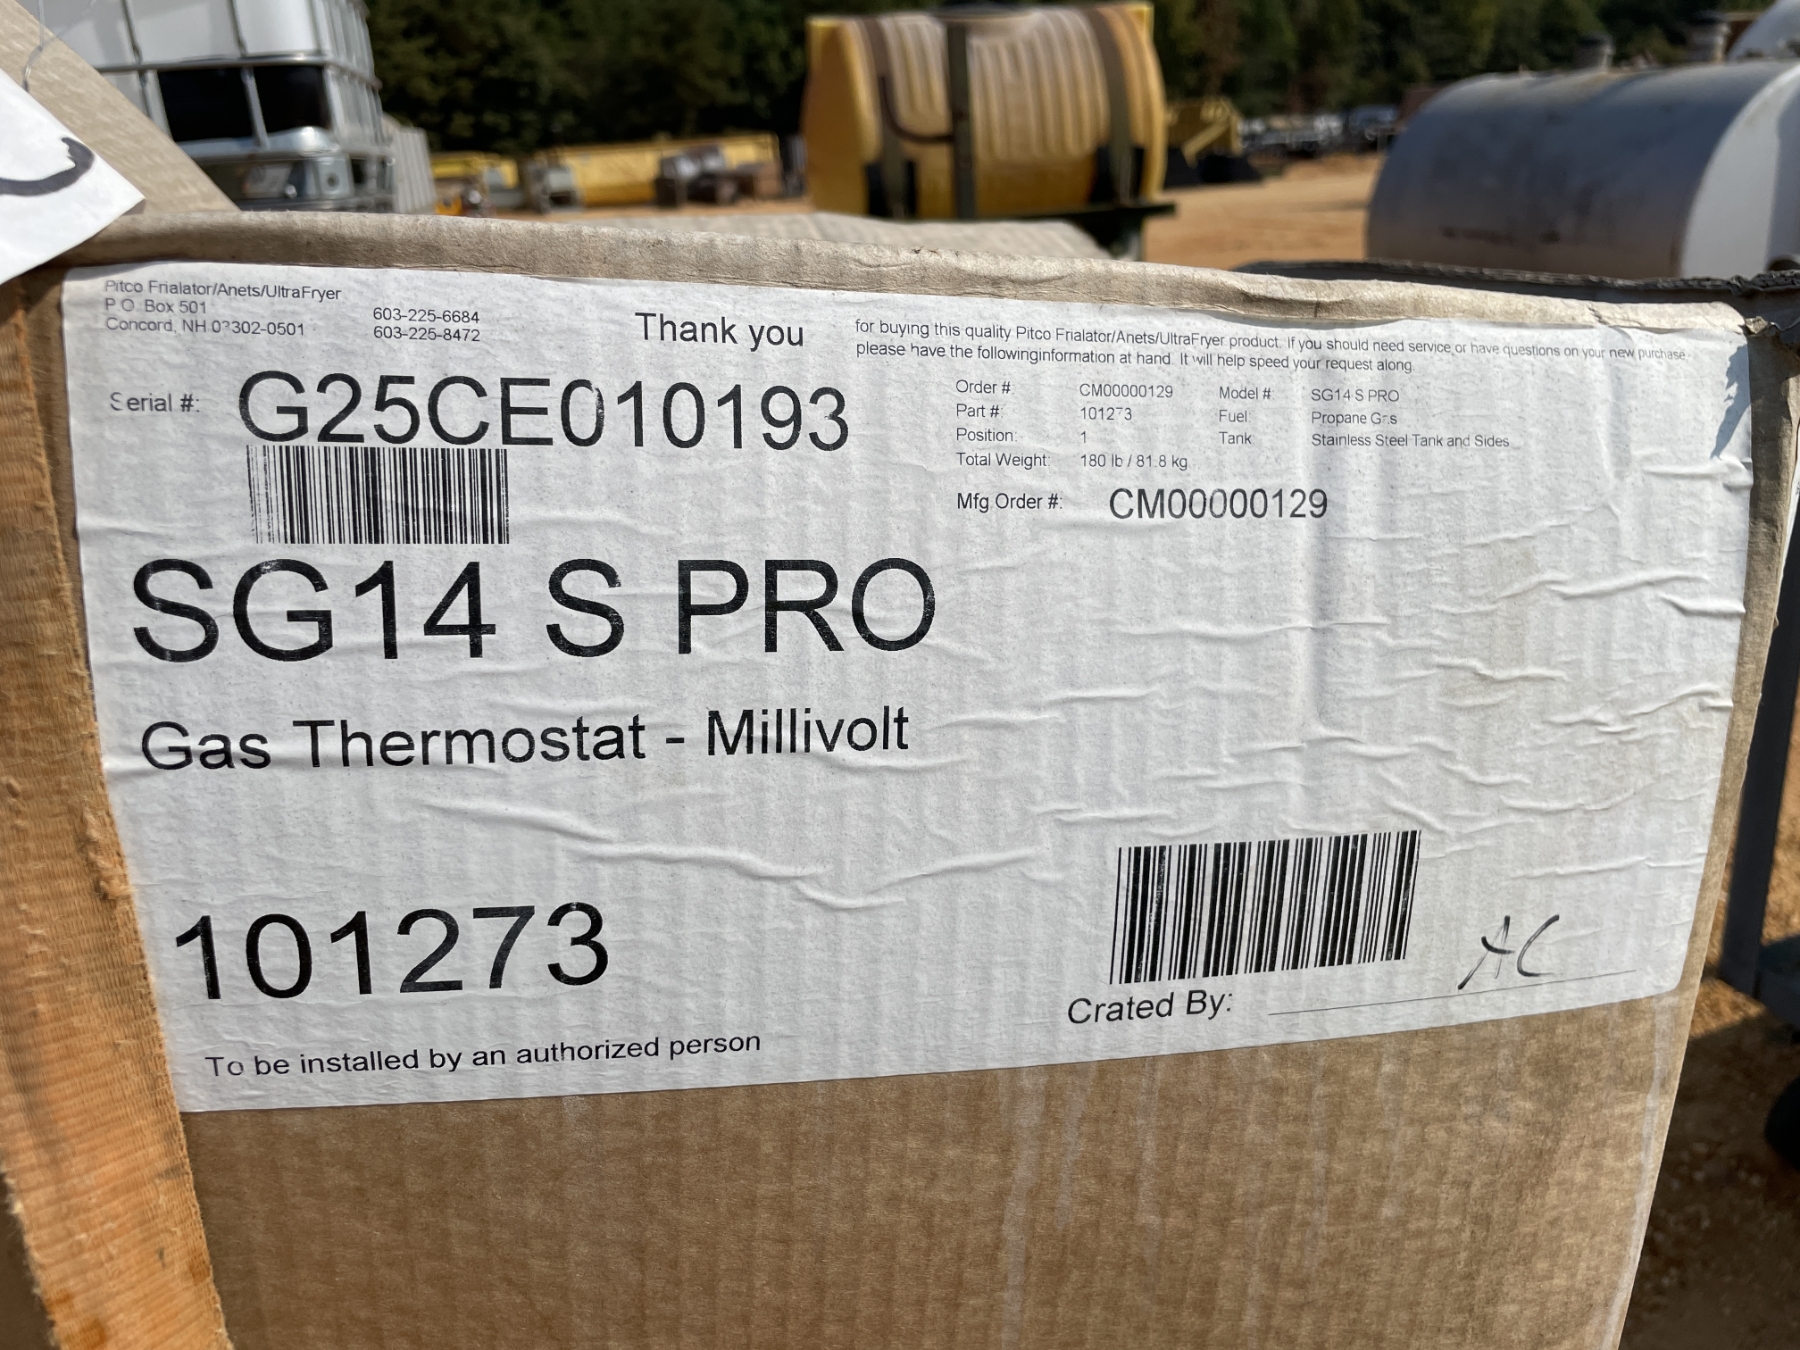 Pitco Frialator/Anets/UltraFryer
P.O. Box 501
Concord, NH 03302-0501
603-225-6684
603-225-8472
Thank you
for buying this quality Pitco Frialator/Anets/UltraFryer product. If you should need service or have questions on your new purchase
please have the followinginformation at hand. It will help speed your request along
Serial #: G25CE010193
Order # CM00000129 Model # SG14 S PRO
Part # 101273 Fuel Propane Gas
Position: 1 Tank Stainless Steel Tank and Sides
Total Weight: 180 lb / 81.8 kg
Mfg Order #: CM00000129
SG14 S PRO
Gas Thermostat - Millivolt
101273
Crated By: AC
To be installed by an authorized person